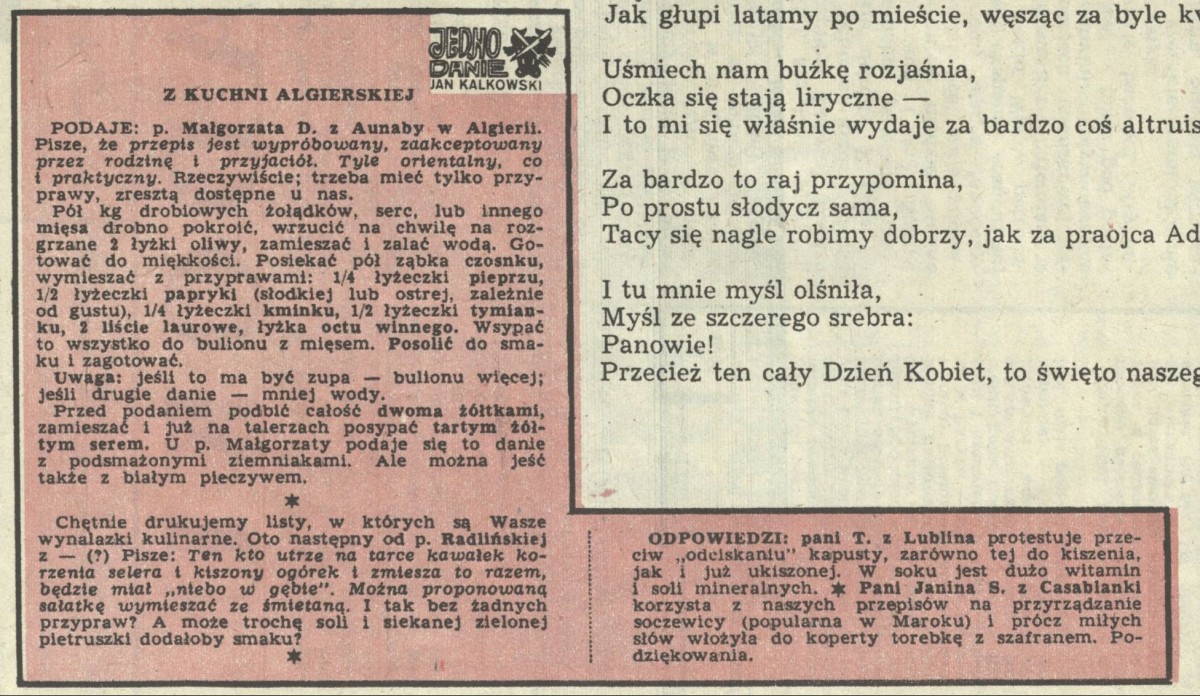 JEDNO
DANIE
JAN KALKOWSKI
Z KUCHNI ALGIERSKIEJ
PODAJE: p. Małgorzata D. z Aunaby w Algierii.
Pisze, że przepis jest wypróbowany, zaakceptowany
przez rodzinę i przyjaciół. Tyle orientalny, co
i praktyczny. Rzeczywiście; trzeba mieć tylko przy-
prawy, zresztą dostępne u nas.
Pół kg drobiowych żołądków, serc, lub innego
mięsa drobno pokroić, wrzucić na chwilę na roz-
grzane 2 łyżki oliwy, zamieszać i zalać wodą. Go-
tować do miękkości. Posiekać pół ząbka czosnku,
wymieszać z przyprawami: 1/4 łyżeczki pieprzu,
1/2 łyżeczki papryki (słodkiej lub ostrej, zależnie
od gustu), 1/4 łyżeczki kminku, 1/2 łyżeczki tymian-
ku, 2 liście laurowe, łyżka octu winnego. Wsypać
to wszystko do bulionu z mięsem. Posolić do sma-
ku i zagotować.
Uwaga: jeśli to ma być zupa — bulionu więcej;
jeśli drugie danie — mniej wody.
Przed podaniem podbić całość dwoma żółtkami,
zamieszać i już na talerzach posypać tartym żół-
tym serem. U p. Małgorzaty podaje się to danie
z podsmażonymi ziemniakami. Ale można jeść
także z białym pieczywem.
Chętnie drukujemy listy, w których są Wasze
wynalazki kulinarne. Oto następny od p. Radlińskiej
z — (?) Pisze: Ten kto utrze na tarce kawałek ko-
rzenia selera i kiszony ogórek i zmiesza to razem,
będzie miał „niebo w gębie”. Można proponowaną
sałatkę wymieszać ze śmietaną. I tak bez żadnych
przypraw? A może trochę soli i siekanej zielonej
pietruszki dodałoby smaku?
ODPOWIEDZI: pani T. z Lublina protestuje prze-
ciw „odciskaniu” kapusty, zarówno tej do kiszenia,
jak i już ukiszonej. W soku jest dużo witamin
i soli mineralnych. ★ Pani Janina S. z Casablanki
korzysta z naszych przepisów na przyrządzanie
soczewicy (popularna w Maroku) i prócz miłych
słów włożyła do koperty torebkę z szafranem. Po-
dziękowania.
Jak głupi latamy po mieście, węsząc za byle
Uśmiech nam buźkę rozjaśnia,
Oczka się stają liryczne —
I to mi się właśnie wydaje za bardzo coś altruis
Za bardzo to raj przypomina,
Po prostu słodycz sama,
Tacy się nagle robimy dobrzy, jak za praojca Ad
I tu mnie myśl olśniła,
Myśl ze szczerego srebra:
Panowie!
Przecież ten cały Dzień Kobiet, to święto naszeg